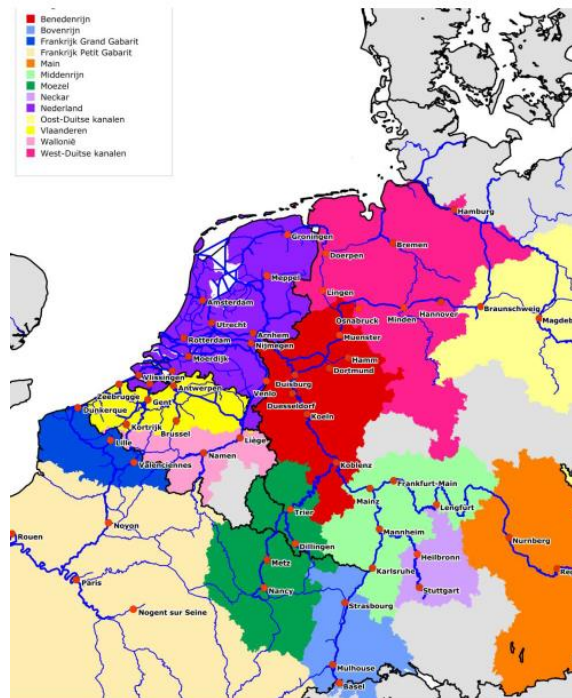 Benedenrijn
Bovenrijn
Frankrijk Grand Gabarit
Frankrijk Petit Gabarit
Main
Middenrijn
Moezel
Neckar
Nederland
Oost-Duitse kanalen
Vlaanderen
Wallonië
West-Duitse kanalen
Hamburg
Groningen
Bremen
Doerpen
Meppel
Lingen
Amsterdam
Osnabruck
Minden
Hannover
Braunschweig
Magdeb
Utrecht
Arnhem
Nijmegen
Muenster
Rotterdam
Moerdijk
Hamm
Dortmund
Vlissingen
Duisburg
Zeebrugge
Antwerpen
Venlo
Dunkerque
Gent
Duesseldorf
Kortrijk
Brussel
Koeln
Lille
Liège
Valenciennes
Namen
Koblenz
Frankfurt-Main
Mainz
Lengfurt
Trier
Noyon
Rouen
Mannheim
Nurnberg
Dillingen
Metz
Heilbronn
Karlsruhe
Re
Paris
Nancy
Stuttgart
Strasbourg
Nogent sur Seine
Mulhouse
Basel